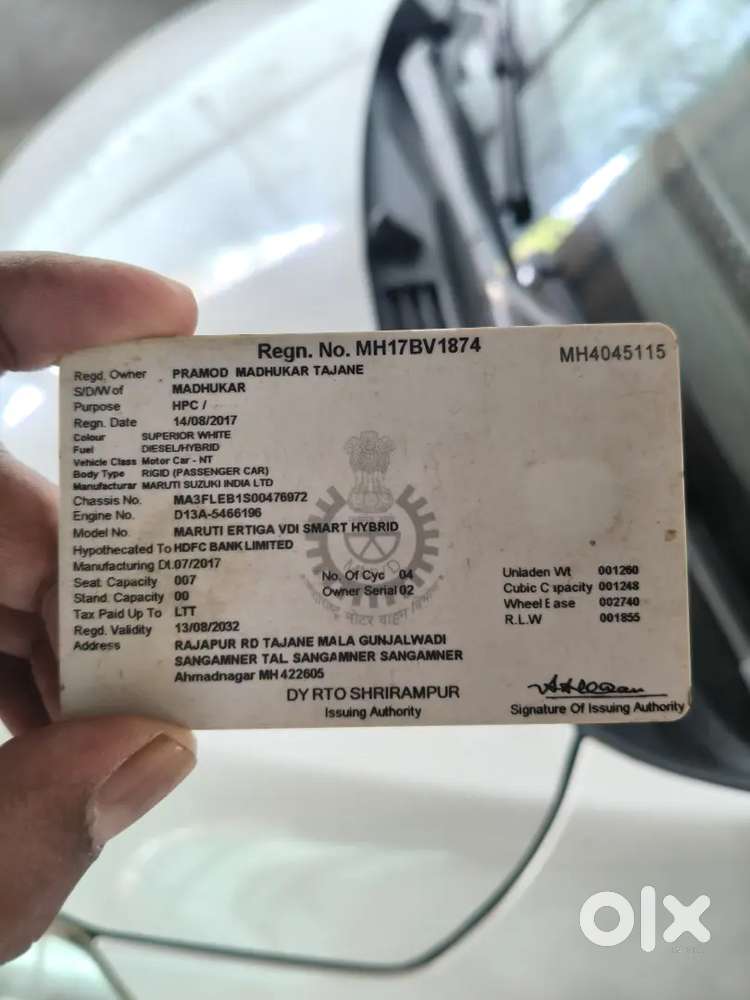 Regn. No. MH17BV1874
MH4045115
Regd. Owner PRAMOD MADHUKAR TAJANE
S/D/W of MADHUKAR
Purpose HPC /
Regn. Date 14/08/2017
Colour SUPERIOR WHITE
Fuel DIESEL/HYBRID
Vehicle Class Motor Car - NT
Body Type RIGID (PASSENGER CAR)
Manufacturar MARUTI SUZUKI INDIA LTD
Chassis No. MA3FLEB1S00476972
Engine No. D13A-5466196
Model No. MARUTI ERTIGA VDI SMART HYBRID
Hypothecated To HDFC BANK LIMITED
Manufacturing Dt. 07/2017
Seat Capacity 007 No. Of Cyc 04 Unladen Wt 001260
Stand. Capacity 00 Owner Serial 02 Cubic Capacity 001248
Tax Paid Up To LTT Wheel Base 002740
Regd. Validity 13/08/2032 R.L.W 001855
Address RAJAPUR RD TAJANE MALA GUNJALWADI
SANGAMNER TAL SANGAMNER SANGAMNER
Ahmadnagar MH 422605
DY RTO SHRIRAMPUR
Issuing Authority
Signature Of Issuing Authority
मोटर वाहन विभाग
olx